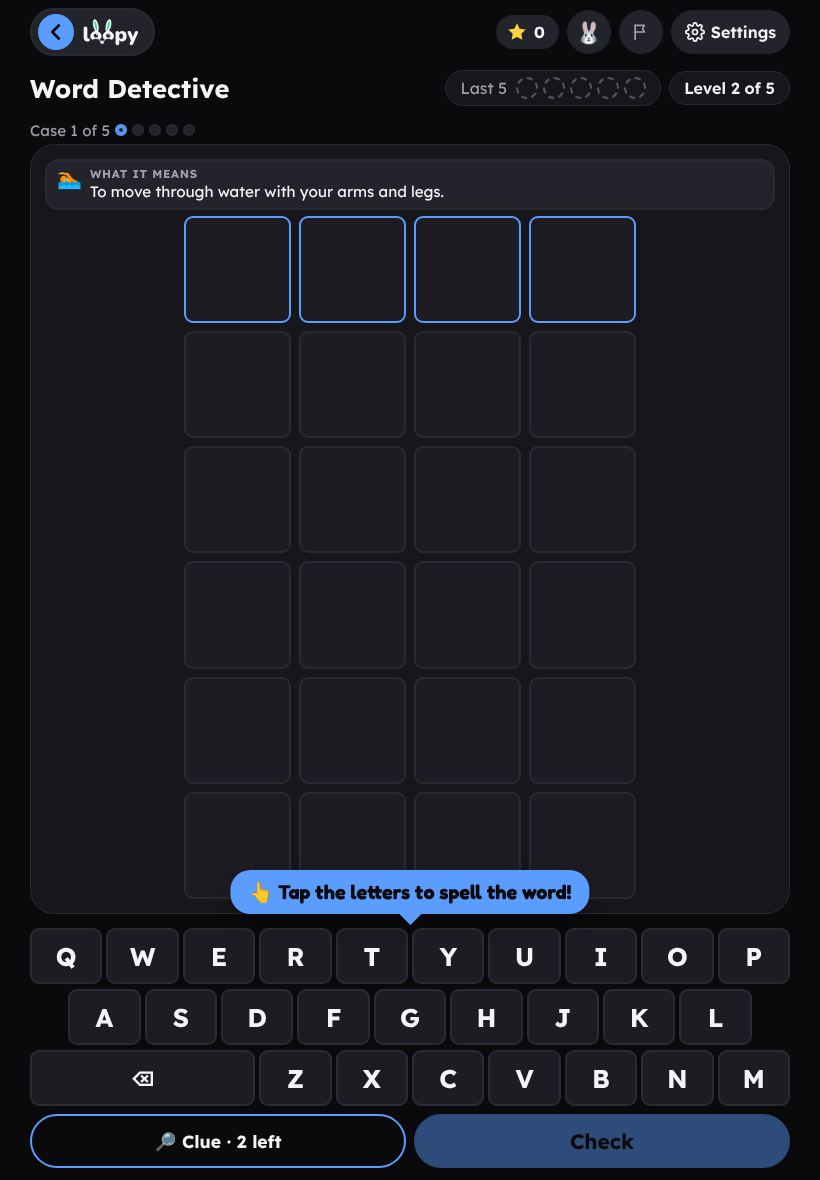 loopy
⭐ 0
Settings
Word Detective
Last 5
Level 2 of 5
Case 1 of 5
WHAT IT MEANS
To move through water with your arms and legs.
👆 Tap the letters to spell the word!
Q W E R T Y U I O P
A S D F G H J K L
Z X C V B N M
🔎 Clue · 2 left
Check